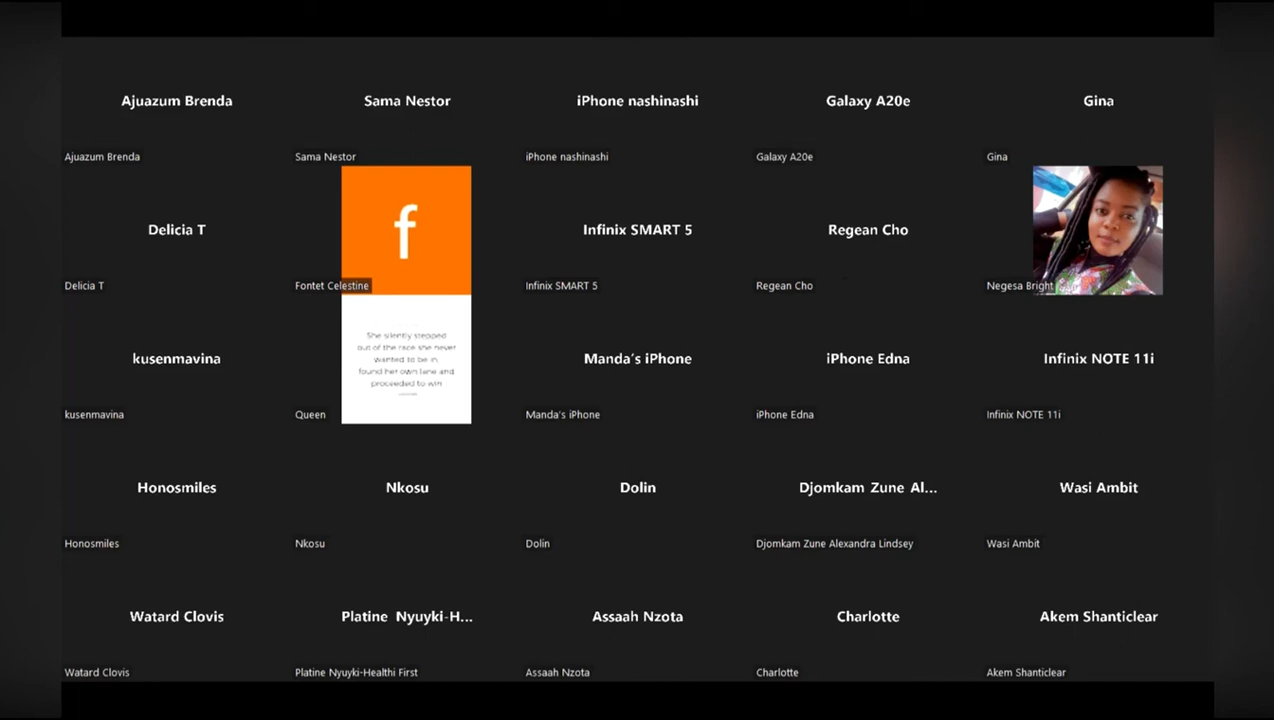 Ajuazum Brenda
Sama Nestor
iPhone nashinashi
Galaxy A20e
Gina
Ajuazum Brenda
Sama Nestor
iPhone nashinashi
Galaxy A20e
Gina
Delicia T
f
Infinix SMART 5
Regean Cho
Delicia T
Fontet Celestine
Infinix SMART 5
Regean Cho
Negesa Bright
kusenmavina
She silently stepped
out of the race she never
wanted to be in
found her own lane and
proceeded to win
Manda's iPhone
iPhone Edna
Infinix NOTE 11i
kusenmavina
Queen
Manda's iPhone
iPhone Edna
Infinix NOTE 11i
Honosmiles
Nkosu
Dolin
Djomkam Zune Al...
Wasi Ambit
Honosmiles
Nkosu
Dolin
Djomkam Zune Alexandra Lindsey
Wasi Ambit
Watard Clovis
Platine Nyuyki-H...
Assaah Nzota
Charlotte
Akem Shanticlear
Watard Clovis
Platine Nyuyki-Healthi First
Assaah Nzota
Charlotte
Akem Shanticlear